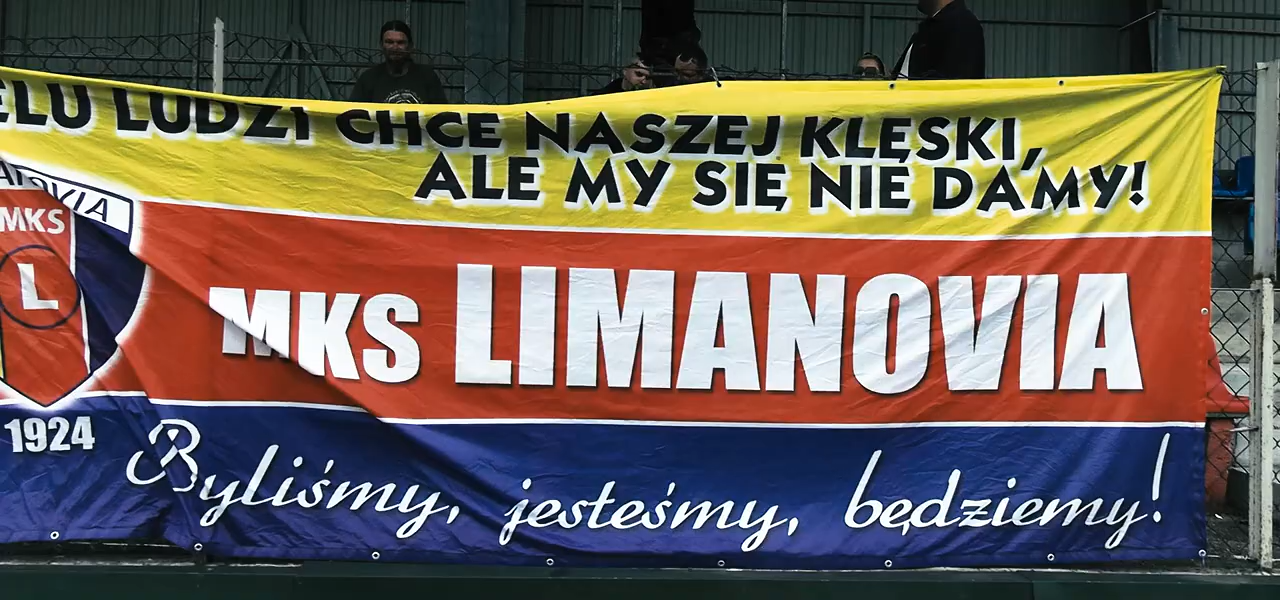 ELU LUDZI CHCE NASZEJ KLĘSKI,
ALE MY SIĘ NIE DAMY!
MKS
L
MKS LIMANOVIA
1924
Byliśmy, jesteśmy, będziemy!